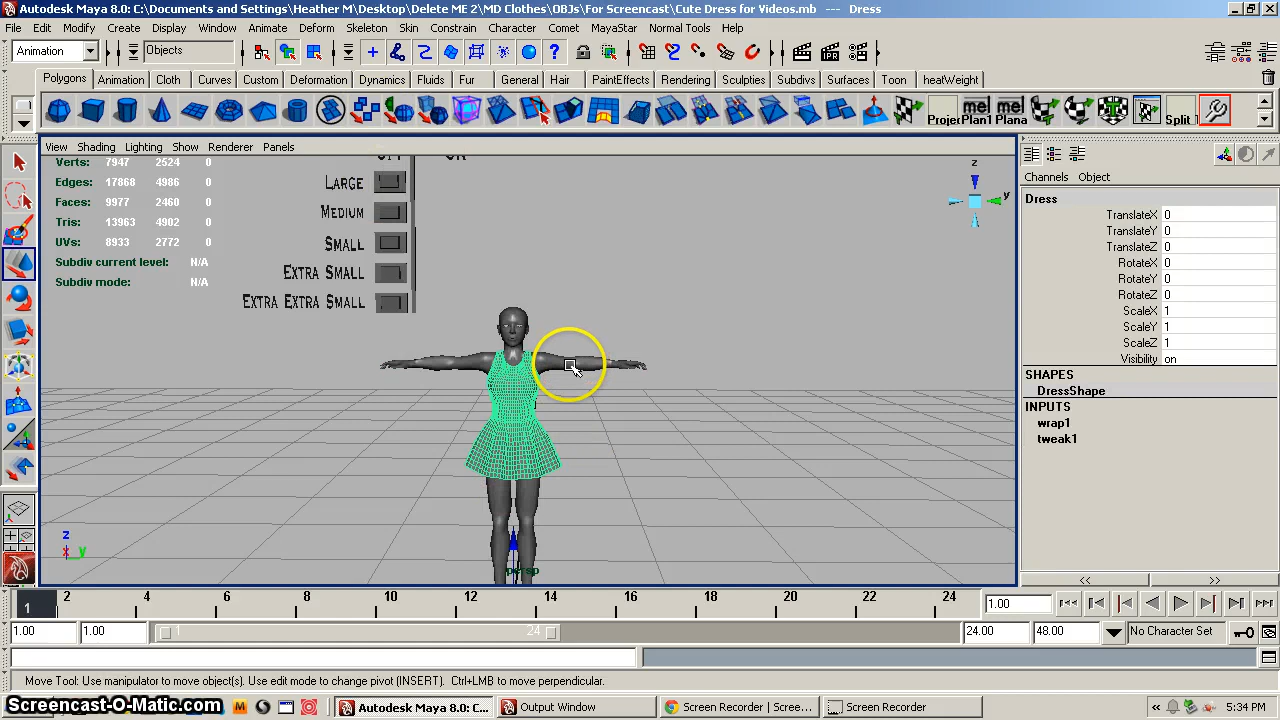 Autodesk Maya 8.0: C:\Documents and Settings\Heather M\Desktop\Delete ME 2\MD Clothes\OBJs\For Screencast\Cute Dress for Videos.mb --- Dress
File Edit Modify Create Display Window Animate Deform Skeleton Skin Constrain Character Muscle MayaStar Normal Tools Help
Animation Objects
Polygons Animation Cloth Curves Custom Deformation Dynamics Fluids Fur General Hair PaintEffects Rendering Sculpties Subdivs Surfaces Toon heatWeight
Projer Plan1 Plana Split
View Shading Lighting Show Renderer Panels
Verts: 7947 2524 0
Edges: 17868 4986 0
Faces: 9977 2460 0
Tris: 13963 4902 0
UVs: 8933 2772 0
Subdiv current level: N/A
Subdiv mode: N/A
LARGE
MEDIUM
SMALL
EXTRA SMALL
EXTRA EXTRA SMALL
z
y
z
x y
persp
Channels Object
Dress
TranslateX 0
TranslateY 0
TranslateZ 0
RotateX 0
RotateY 0
RotateZ 0
ScaleX 1
ScaleY 1
ScaleZ 1
Visibility on
SHAPES
DressShape
INPUTS
wrap1
tweak1
<< >>
1 2 4 6 8 10 12 14 16 18 20 22 24 1.00
1.00 1.00 1 24 24.00 48.00 No Character Set
Move Tool: Use manipulator to move object(s). Use edit mode to change pivot (INSERT). Ctrl+LMB to move perpendicular.
Screencast-O-Matic.com
Autodesk Maya 8.0: C... Output Window Screen Recorder | Scree... Screen Recorder 5:34 PM